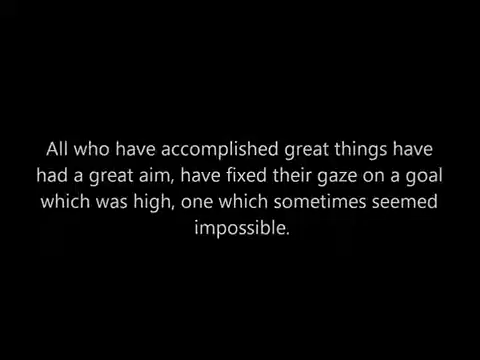 All who have accomplished great things have
had a great aim, have fixed their gaze on a goal
which was high, one which sometimes seemed
impossible.